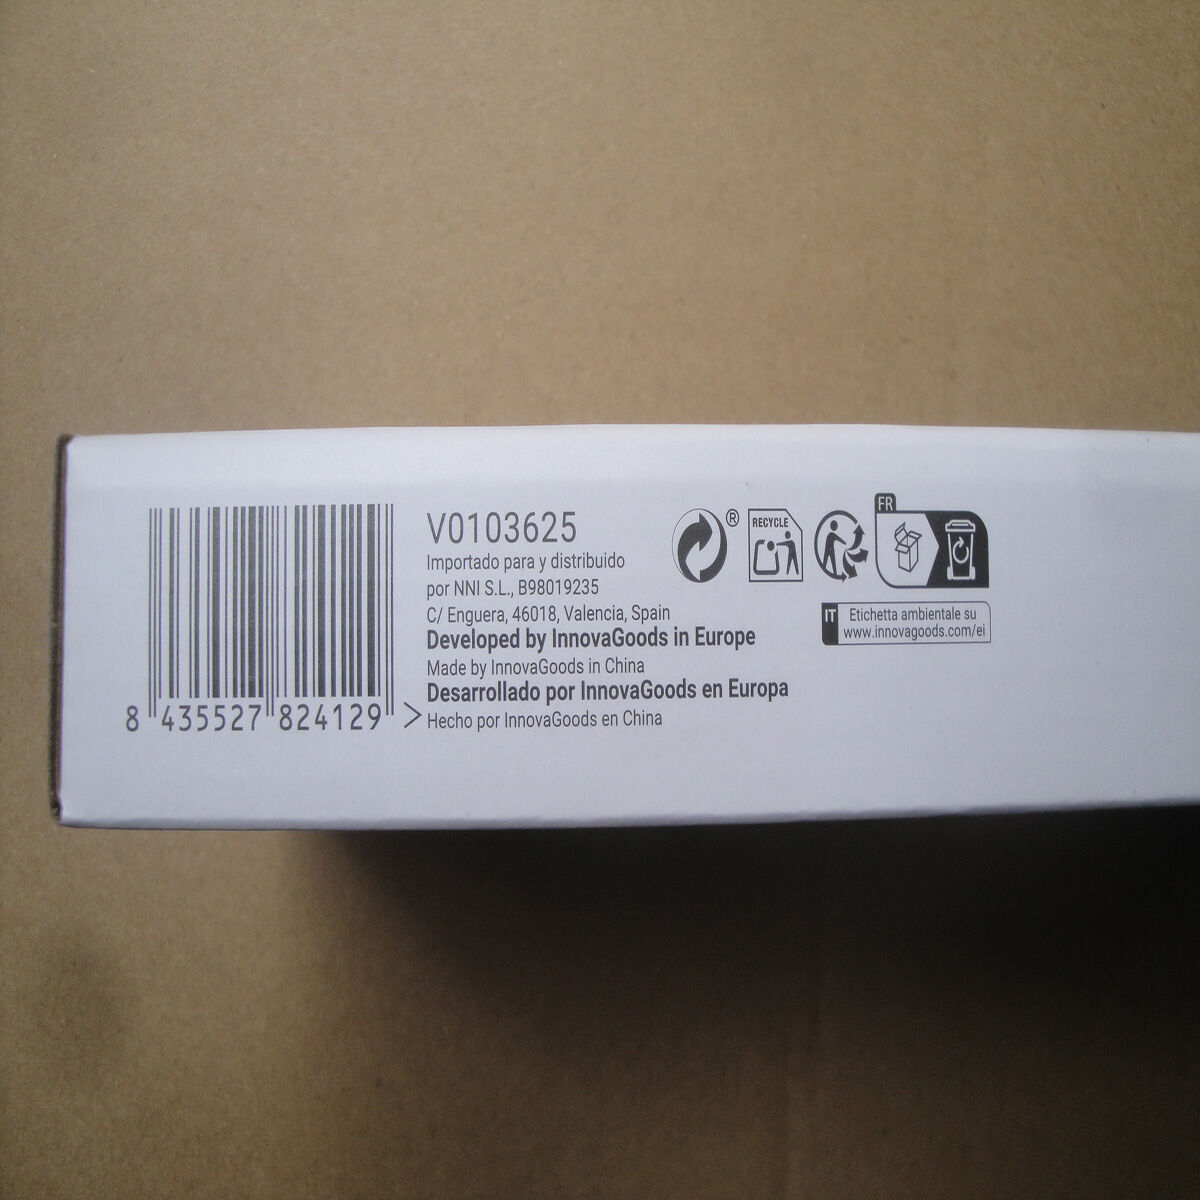 8 435527 824129 >
V0103625
Importado para y distribuido
por NNI S.L., B98019235
C/ Enguera, 46018, Valencia, Spain
Developed by InnovaGoods in Europe
Made by InnovaGoods in China
Desarrollado por InnovaGoods en Europa
Hecho por InnovaGoods en China
®
RECYCLE
FR
IT
Etichetta ambientale su
www.innovagoods.com/ei